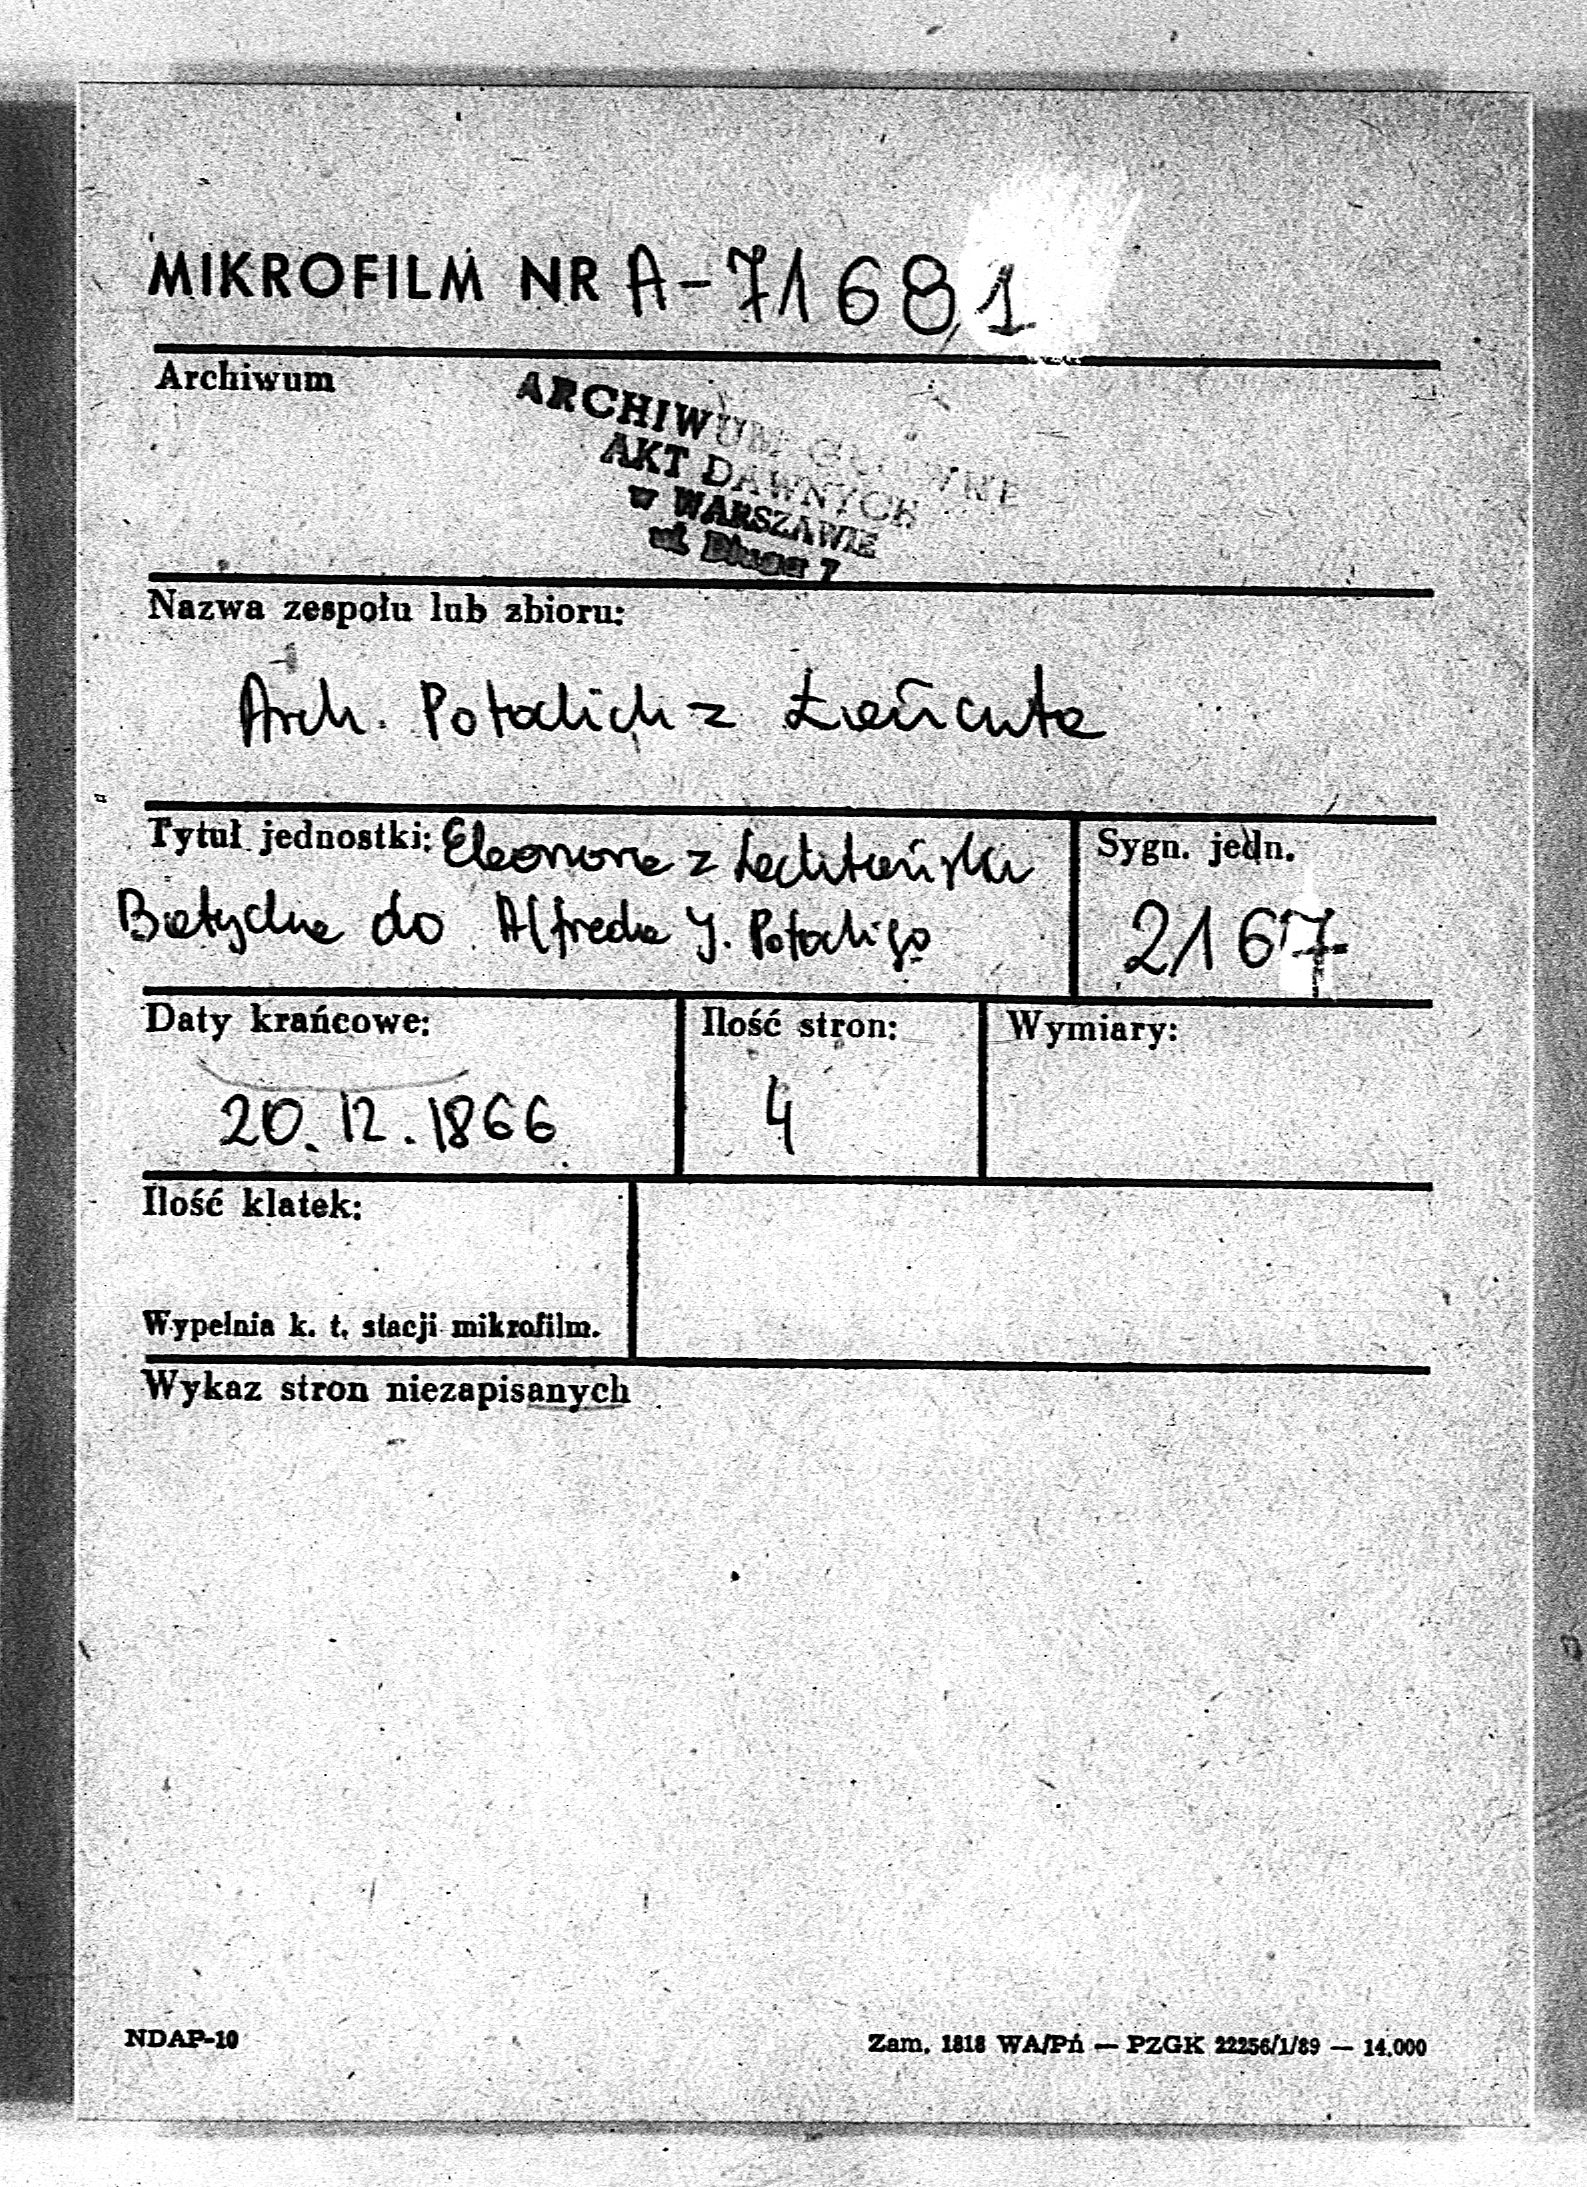 MIKROFILM NR A-71681
Archiwum
ARCHIWUM GŁÓWNE
AKT DAWNYCH
w WARSZAWIE
ul. Długa 7
Nazwa zespołu lub zbioru:
Arch. Potockich z Łańcuta
Tytuł jednostki: Eleonora z
Batycka do Alfreda J. Potockiego
Sygn. jedn.
2167
Daty krańcowe:
20.12.1866
Ilość stron:
4
Wymiary:
Ilość klatek:
Wypełnia k. t. stacji mikrofilm.
Wykaz stron niezapisanych
NDAP-10
Zam. 1818 WA/Pń — PZGK 22256/1/89 — 14.000